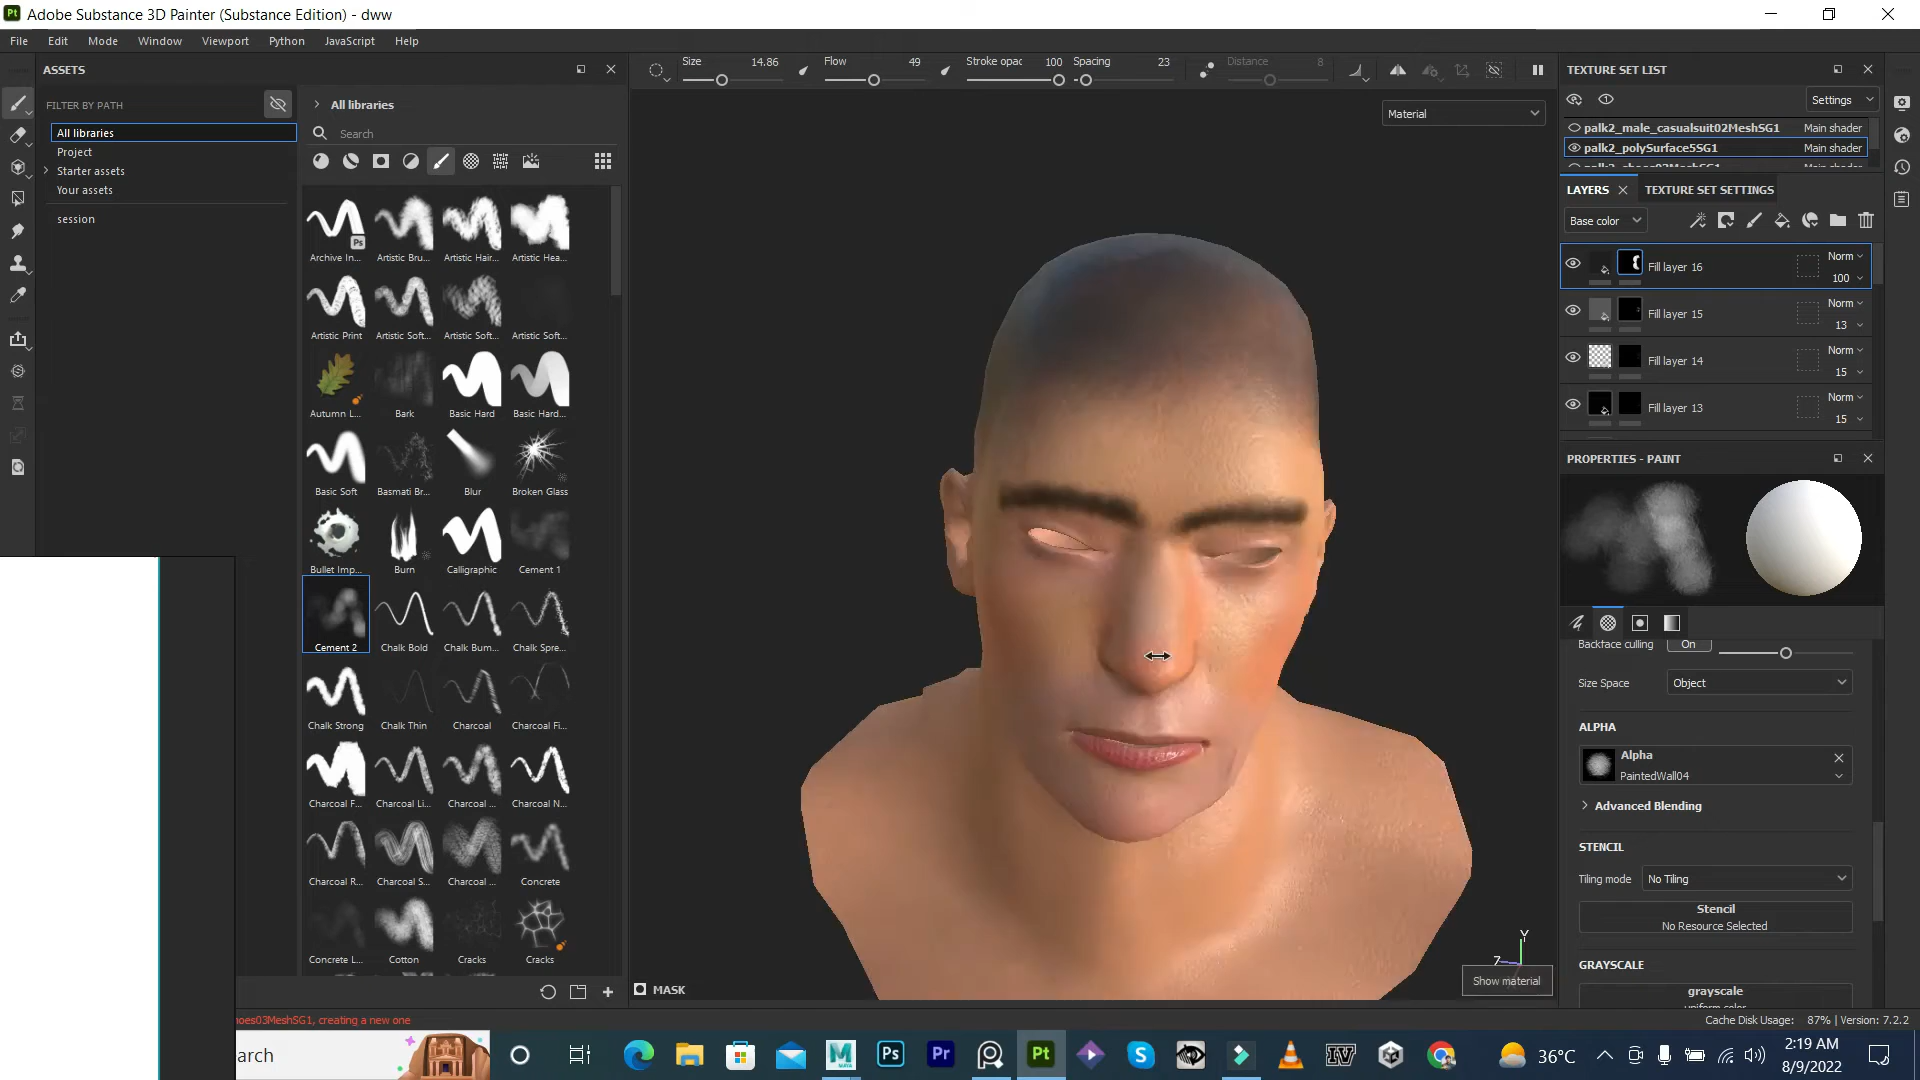 Adobe Substance 3D Painter (Substance Edition) - dww
File Edit Mode Window Viewport Python JavaScript Help
ASSETS
FILTER BY PATH
All libraries
Project
Starter assets
Your assets
session
All libraries
Search
Archive In... Artistic Bru... Artistic Hair... Artistic Hea...
Artistic Print Artistic Soft... Artistic Sof... Artistic Soft...
Autumn L... Bark Basic Hard Basic Hard...
Basic Soft Basmati Br... Blur Broken Glass
Bullet Imp... Burn Calligraphic Cement 1
Cement 2 Chalk Bold Chalk Bum... Chalk Spre...
Chalk Strong Chalk Thin Charcoal Charcoal Fi...
Charcoal F... Charcoal Li... Charcoal ... Charcoal N...
Charcoal R... Charcoal S... Charcoal ... Concrete
Concrete L... Cotton Cracks Cracks
Size 14.86 Flow 49 Stroke opac 100 Spacing 23 Distance 8
Material
MASK
Y
Z
Show material
TEXTURE SET LIST
Settings
palk2_male_casualsuit02MeshSG1 Main shader
palk2_polySurface5SG1 Main shader
LAYERS TEXTURE SET SETTINGS
Base color
Fill layer 16 Norm 100
Fill layer 15 Norm 13
Fill layer 14 Norm 15
Fill layer 13 Norm 15
PROPERTIES - PAINT
Backface culling On
Size Space Object
ALPHA
Alpha
PaintedWall04
Advanced Blending
STENCIL
Tiling mode No Tiling
Stencil
No Resource Selected
GRAYSCALE
grayscale
uniform color
oes03MeshSG1, creating a new one
Cache Disk Usage: 87% | Version: 7.2.2
arch
Ps Pr Pt IV
MAYA
36°C
2:19 AM
8/9/2022